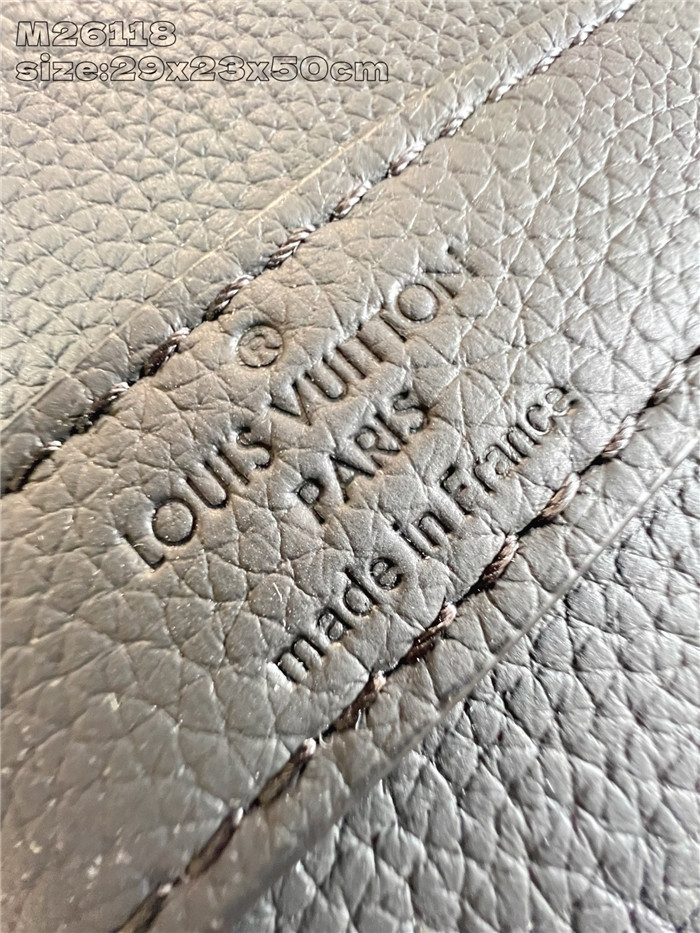 M26118
size:29x23x50cm
®
LOUIS VUITTON
PARIS
made in France